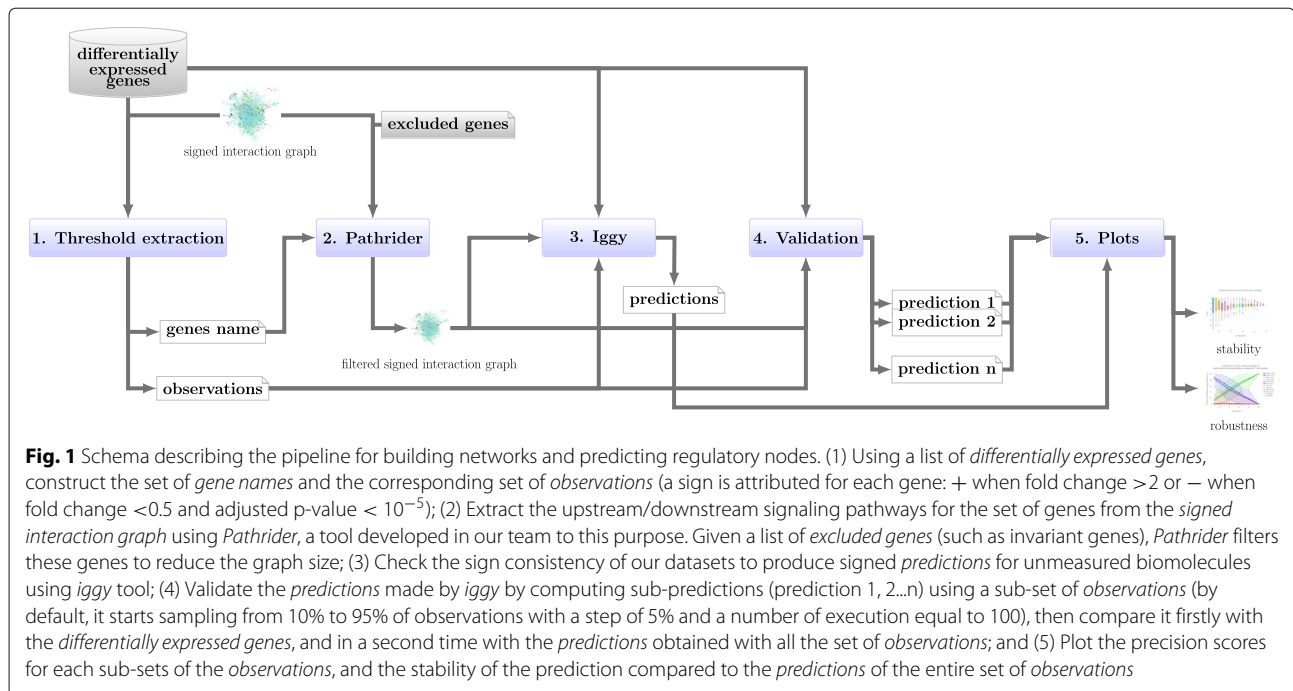 differentially
expressed
genes
excluded genes
signed interaction graph
1. Threshold extraction
2. Pathrider
3. Iggy
4. Validation
5. Plots
predictions
prediction 1
prediction 2
prediction n
genes name
filtered signed interaction graph
observations
stability
robustness
Fig. 1 Schema describing the pipeline for building networks and predicting regulatory nodes. (1) Using a list of differentially expressed genes,
construct the set of gene names and the corresponding set of observations (a sign is attributed for each gene: + when fold change >2 or − when
fold change <0.5 and adjusted p-value < 10⁻⁵); (2) Extract the upstream/downstream signaling pathways for the set of genes from the signed
interaction graph using Pathrider, a tool developed in our team to this purpose. Given a list of excluded genes (such as invariant genes), Pathrider filters
these genes to reduce the graph size; (3) Check the sign consistency of our datasets to produce signed predictions for unmeasured biomolecules
using iggy tool; (4) Validate the predictions made by iggy by computing sub-predictions (prediction 1, 2...n) using a sub-set of observations (by
default, it starts sampling from 10% to 95% of observations with a step of 5% and a number of execution equal to 100), then compare it firstly with
the differentially expressed genes, and in a second time with the predictions obtained with all the set of observations; and (5) Plot the precision scores
for each sub-sets of the observations, and the stability of the prediction compared to the predictions of the entire set of observations